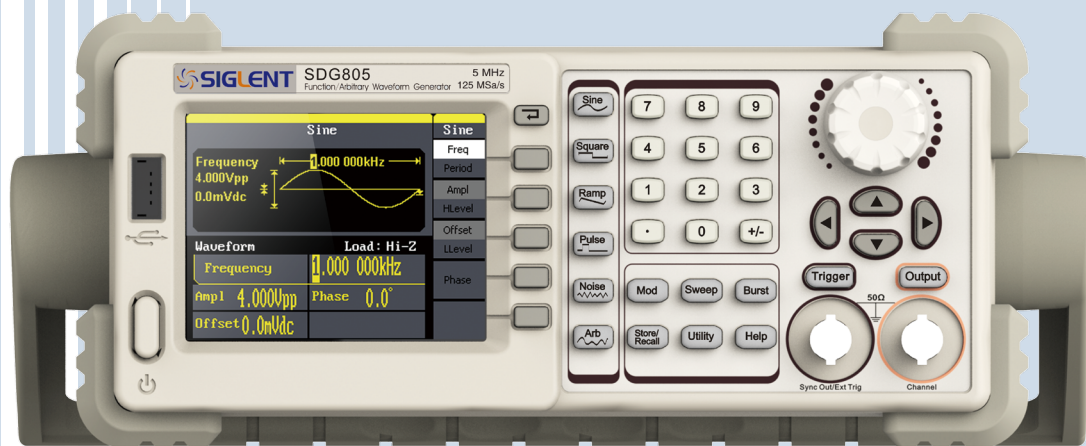 SIGLENT SDG805 5 MHz
Function/Arbitrary Waveform Generator 125 MSa/s
Sine Sine
Freq
Period
Ampl
HLevel
Offset
LLevel
Phase
Frequency 1.000 000kHz
4.000Vpp
0.0mVdc
Waveform Load: Hi-Z
Frequency 1.000 000kHz
Ampl 4.000Vpp Phase 0.0°
Offset 0.0mVdc
Sine
Square
Ramp
Pulse
Noise
Arb
7 8 9
4 5 6
1 2 3
. 0 +/-
Mod Sweep Burst
Store/
Recall Utility Help
Trigger Output
50Ω
Sync Out/Ext Trig Channel